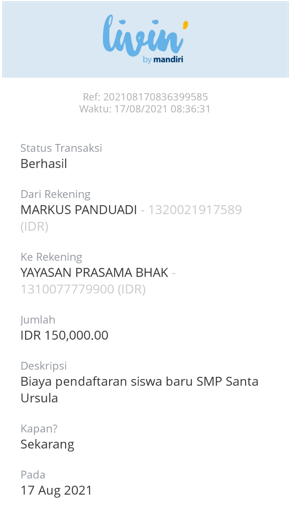 livin'
by mandiri
Ref: 202108170836399585
Waktu: 17/08/2021 08:36:31
Status Transaksi
Berhasil
Dari Rekening
MARKUS PANDUADI - 1320021917589
(IDR)
Ke Rekening
YAYASAN PRASAMA BHAK -
1310077779900 (IDR)
Jumlah
IDR 150,000.00
Deskripsi
Biaya pendaftaran siswa baru SMP Santa
Ursula
Kapan?
Sekarang
Pada
17 Aug 2021